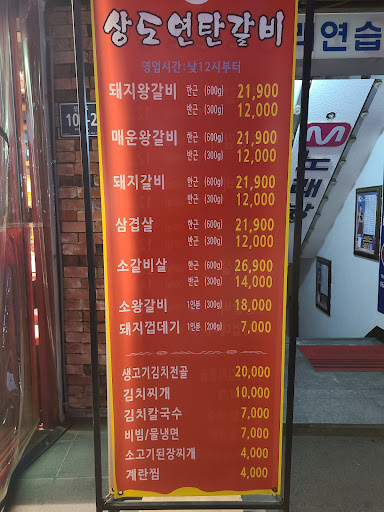 상도연탄갈비
영업시간:낮12시부터
돼지왕갈비 한근 (600g) 21,900
반근 (300g) 12,000
매운왕갈비 한근 (600g) 21,900
반근 (300g) 12,000
돼지갈비 한근 (600g) 21,900
반근 (300g) 12,000
삼겹살 한근 (600g) 21,900
반근 (300g) 12,000
소갈비살 한근 (600g) 26,900
반근 (300g) 14,000
소왕갈비 1인분 (300g) 18,000
돼지껍데기 1인분 (200g) 7,000
생고기김치전골 20,000
김치찌개 10,000
김치칼국수 7,000
비빔/물냉면 7,000
소고기된장찌개 4,000
계란찜 4,000
연습
M
노래